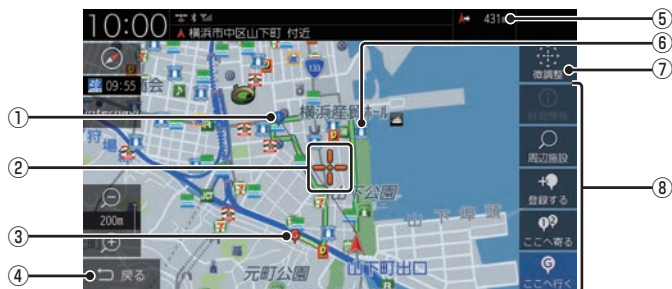 10:00
横浜市中区山下町 付近
431
⑤
⑥
133
微調整
⑦
09:55
①
横浜産貿ホール
詳細情報
狩場
②
周辺施設
⑧
山下公園
登録する
200m
③
山下埠頭
ここへ寄る
④
戻る
元町公園
山下町出口
ここへ行く